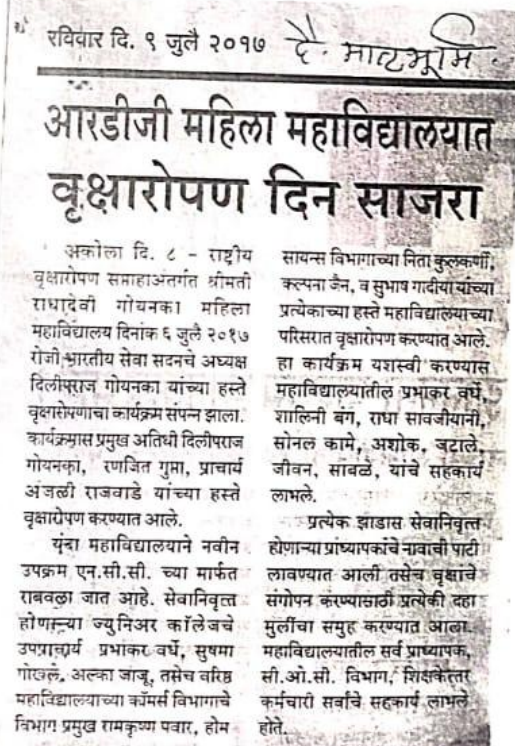 रविवार दि. ९ जुलै २०१७ दै. मातृभूमि.
आरडीजी महिला महाविद्यालयात
वृक्षारोपण दिन साजरा
अकोला दि. ८ - राष्ट्रीय
वृक्षारोपण सप्ताहअंतर्गत श्रीमती
राधादेवी गोयनका महिला
महाविद्यालय दिनांक ६ जुलै २०१७
रोजी भारतीय सेवा सदनचे अध्यक्ष
दिलीपराज गोयनका यांच्या हस्ते
वृक्षारोपणाचा कार्यक्रम संपन्न झाला.
कार्यक्रमास प्रमुख अतिथी दिलीपराज
गोयनका, रणजित गुप्ता, प्राचार्य
अंजली राजवाडे यांच्या हस्ते
वृक्षारोपण करण्यात आले.
यंदा महाविद्यालयाने नवीन
उपक्रम एन.सी.सी. च्या मार्फत
राबवला जात आहे. सेवानिवृत्त
होणाऱ्या ज्युनिअर कॉलेजचे
उपप्राचार्य प्रभाकर वर्धे, सुषमा
गोखले, अल्का जाजू, तसेच वरिष्ठ
महाविद्यालयाच्या कॉमर्स विभागाचे
विभाग प्रमुख रामकृष्ण पवार, होम
सायन्स विभागाच्या निता कुलकर्णी,
कल्पना जैन, व सुभाष गादीया यांच्या
प्रत्येकाच्या हस्ते महाविद्यालयाच्या
परिसरात वृक्षारोपण करण्यात आले.
हा कार्यक्रम यशस्वी करण्यास
महाविद्यालयातील प्रभाकर वर्धे,
शालिनी बंग, राधा सावजीयानी,
सोनल कामे, अशोक, जटाले,
जीवन, सांबळे, यांचे सहकार्य
लाभले.
प्रत्येक झाडास सेवानिवृत्त
होणाऱ्या प्राध्यापकांचे नावाची पाटी
लावण्यात आली तसेच वृक्षांचे
संगोपन करण्यासाठी प्रत्येकी दहा
मुलींचा समुह करण्यात आला.
महाविद्यालयातील सर्व प्राध्यापक,
सी.ओ.सी. विभाग, शिक्षकेत्तर
कर्मचारी सर्वांचे सहकार्य लाभले
होते.